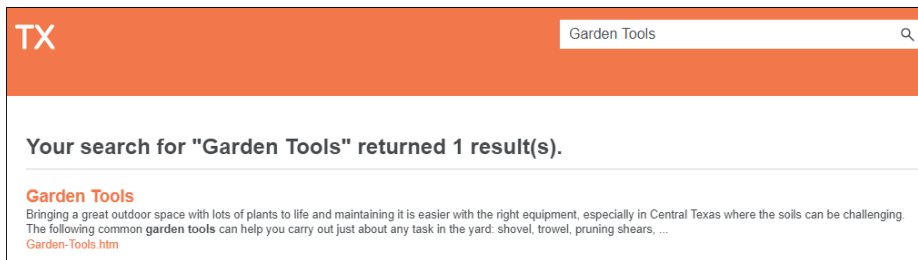 TX
Garden Tools
Your search for "Garden Tools" returned 1 result(s).
Garden Tools
Bringing a great outdoor space with lots of plants to life and maintaining it is easier with the right equipment, especially in Central Texas where the soils can be challenging.
The following common garden tools can help you carry out just about any task in the yard: shovel, trowel, pruning shears, ...
Garden-Tools.htm